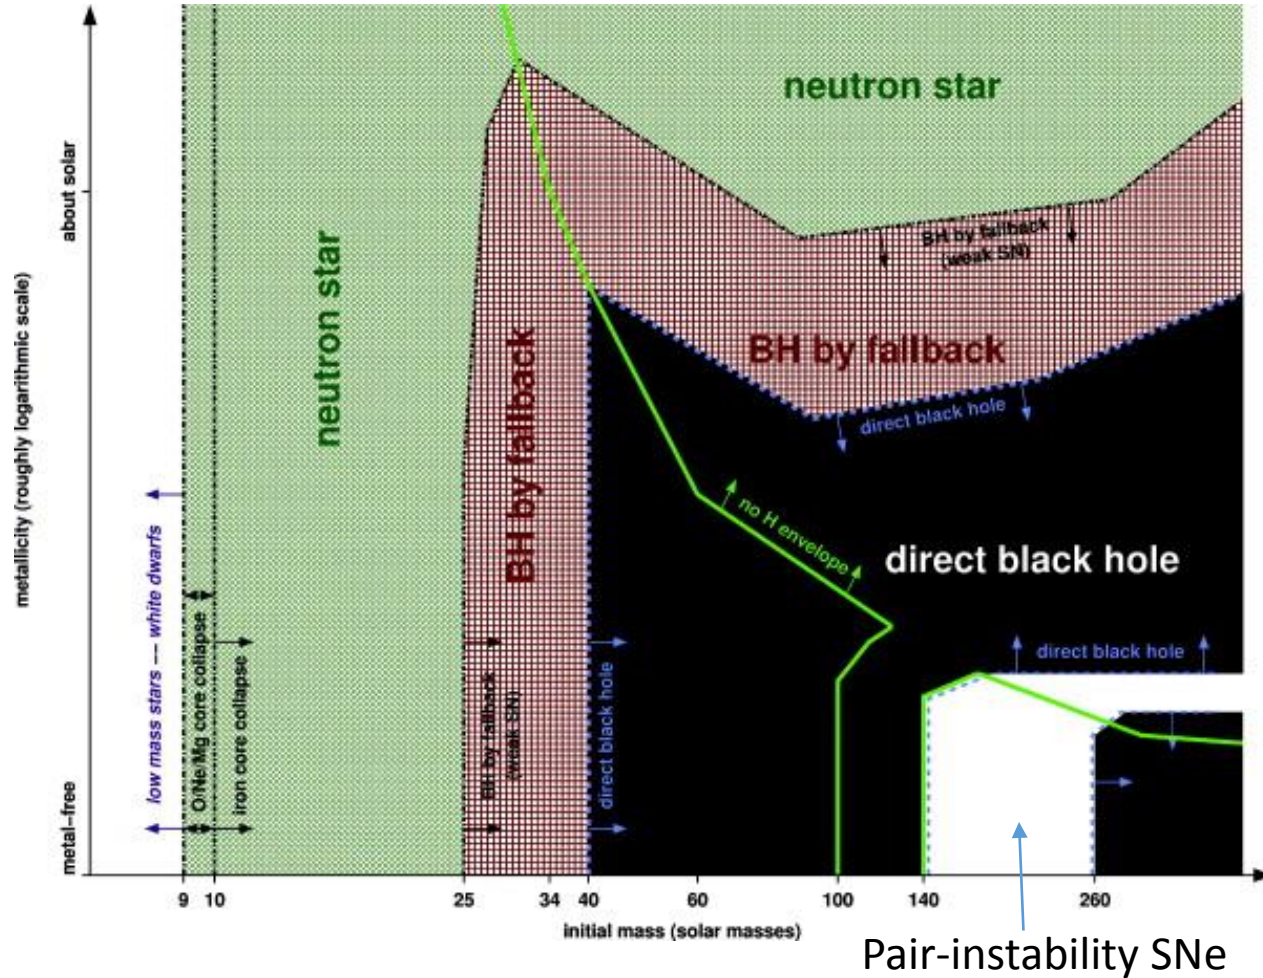 neutron star
about solar
BH by fallback
(weak SN)
neutron star
metallicity (roughly logarithmic scale)
BH by fallback
BH by fallback
direct black hole
no H envelope
direct black hole
low mass stars -- white dwarfs
O/Ne/Mg core collapse
iron core collapse
BH by fallback
(weak SN)
direct black hole
direct black hole
metal-free
9 10 25 34 40 60 100 140 260
initial mass (solar masses)
Pair-instability SNe